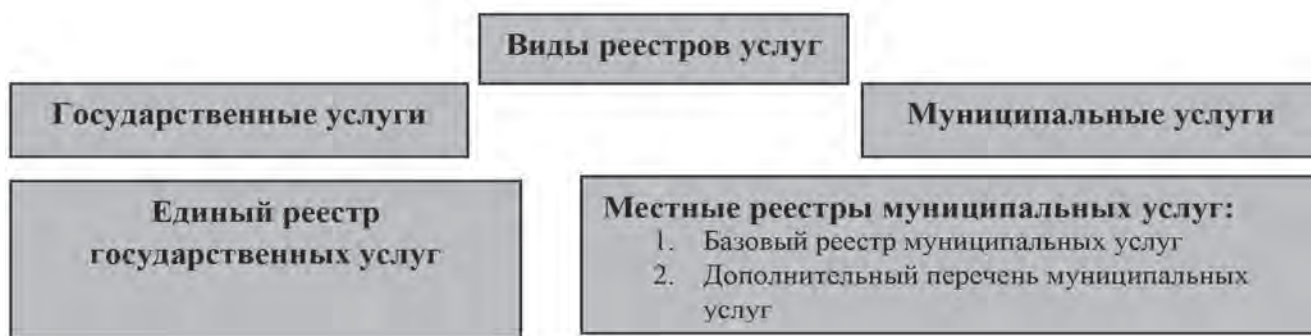 Виды реестров услуг
Государственные услуги
Муниципальные услуги
Единый реестр
государственных услуг
Местные реестры муниципальных услуг:
1. Базовый реестр муниципальных услуг
2. Дополнительный перечень муниципальных
услуг